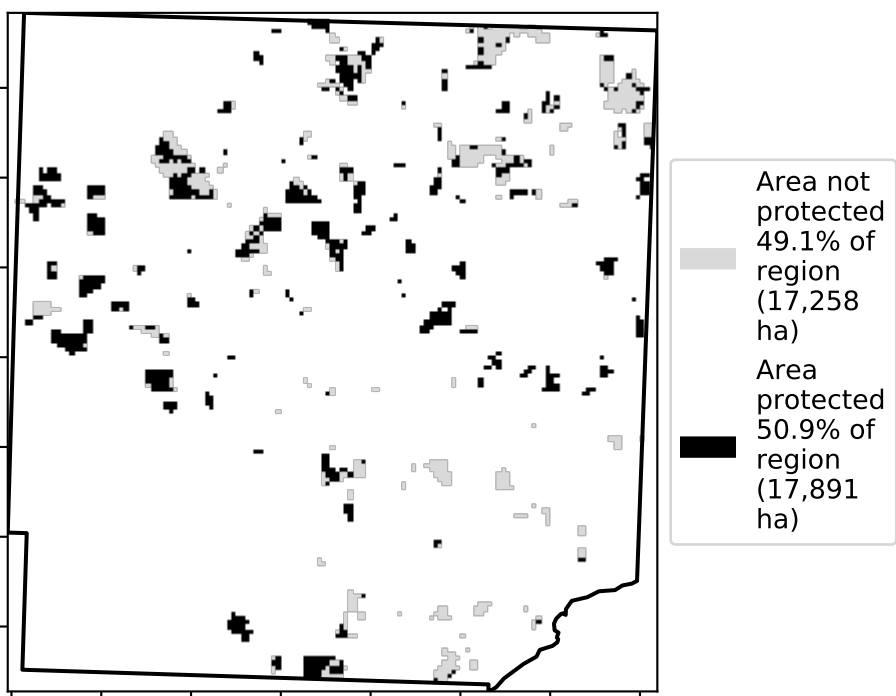 Area not
protected
49.1% of
region
(17,258
ha)
Area
protected
50.9% of
region
(17,891
ha)